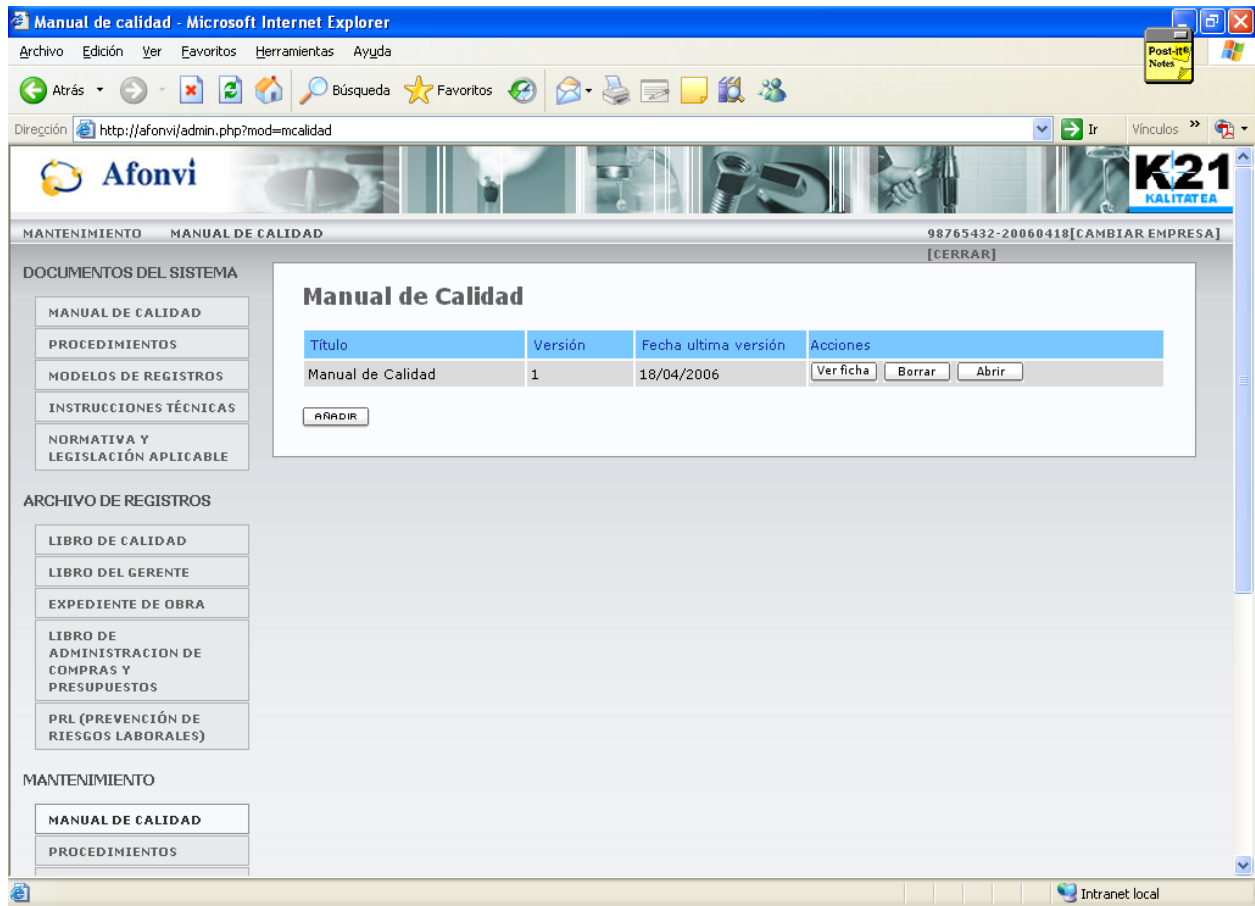 Manual de calidad - Microsoft Internet Explorer
Archivo Edición Ver Favoritos Herramientas Ayuda
Post-it® Notes
Atrás Búsqueda Favoritos
Dirección http://afonvi/admin.php?mod=mcalidad Ir Vínculos »
Afonvi
K21
KALITATEA
MANTENIMIENTO MANUAL DE CALIDAD 98765432-20060418[CAMBIAR EMPRESA]
[CERRAR]
DOCUMENTOS DEL SISTEMA
MANUAL DE CALIDAD
PROCEDIMIENTOS
MODELOS DE REGISTROS
INSTRUCCIONES TÉCNICAS
NORMATIVA Y
LEGISLACIÓN APLICABLE
ARCHIVO DE REGISTROS
LIBRO DE CALIDAD
LIBRO DEL GERENTE
EXPEDIENTE DE OBRA
LIBRO DE
ADMINISTRACION DE
COMPRAS Y
PRESUPUESTOS
PRL (PREVENCIÓN DE
RIESGOS LABORALES)
MANTENIMIENTO
MANUAL DE CALIDAD
PROCEDIMIENTOS
Manual de Calidad
Título Versión Fecha ultima versión Acciones
Manual de Calidad 1 18/04/2006 Ver ficha Borrar Abrir
AÑADIR
Intranet local